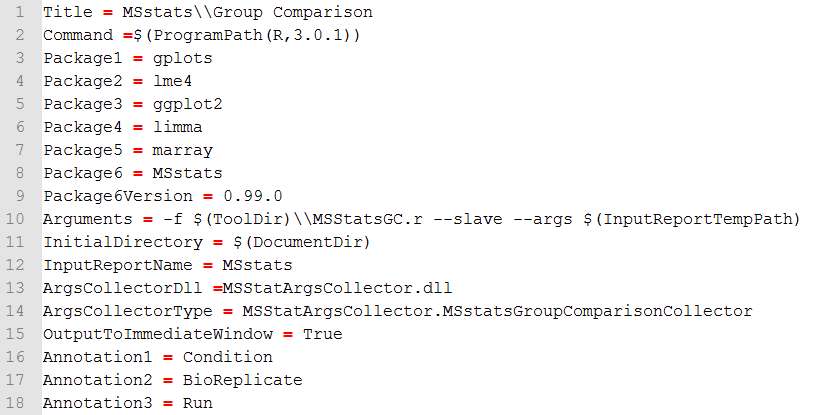 1 Title = MSstats\\Group Comparison
2 Command =$(ProgramPath(R,3.0.1))
3 Package1 = gplots
4 Package2 = lme4
5 Package3 = ggplot2
6 Package4 = limma
7 Package5 = marray
8 Package6 = MSstats
9 Package6Version = 0.99.0
10 Arguments = -f $(ToolDir)\\MSStatsGC.r --slave --args $(InputReportTempPath)
11 InitialDirectory = $(DocumentDir)
12 InputReportName = MSstats
13 ArgsCollectorDll =MSStatArgsCollector.dll
14 ArgsCollectorType = MSStatArgsCollector.MSstatsGroupComparisonCollector
15 OutputToImmediateWindow = True
16 Annotation1 = Condition
17 Annotation2 = BioReplicate
18 Annotation3 = Run